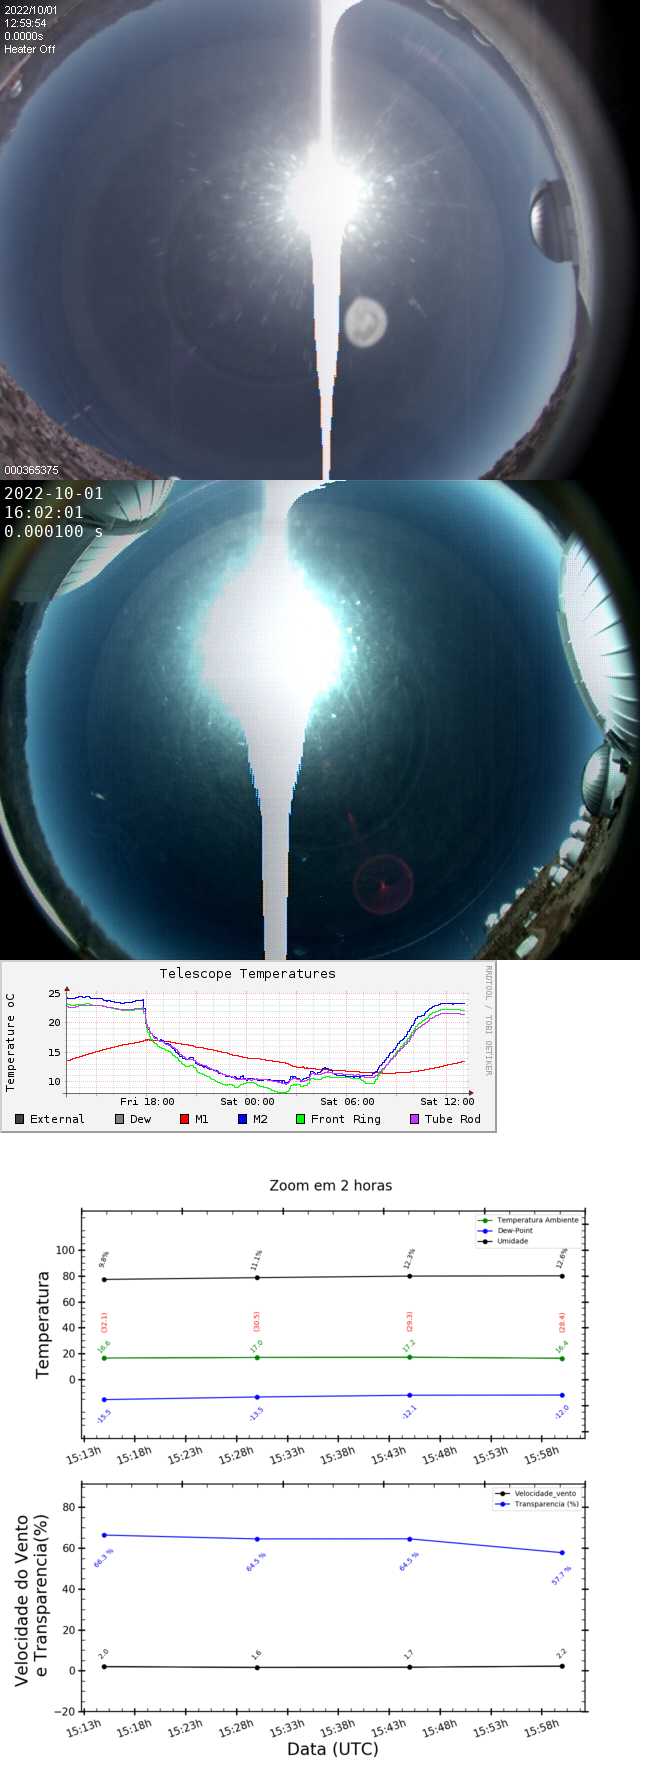 2022/10/01
12:59:54
0.0000s
Heater Off
000365375
2022-10-01
16:02:01
0.000100 s
Telescope Temperatures
RRDTOOL / TOBI OETIKER
Temperature oC
25
20
15
10
Fri 18:00 Sat 00:00 Sat 06:00 Sat 12:00
External Dew M1 M2 Front Ring Tube Rod
Zoom em 2 horas
Temperatura Ambiente
Dew-Point
Umidade
Temperatura
100
80
60
40
20
0
9.8% 11.1% 12.3% 12.6%
(32.1) (30.5) (29.3) (28.4)
16.6 17.0 17.2 16.4
-15.5 -13.5 -12.1 -12.0
15:13h 15:18h 15:23h 15:28h 15:33h 15:38h 15:43h 15:48h 15:53h 15:58h
Velocidade_vento
Transparencia (%)
Velocidade do Vento
e Transparencia(%)
80
60
40
20
0
−20
66.3 % 64.5 % 64.5 % 57.7 %
2.0 1.6 1.7 2.2
15:13h 15:18h 15:23h 15:28h 15:33h 15:38h 15:43h 15:48h 15:53h 15:58h
Data (UTC)